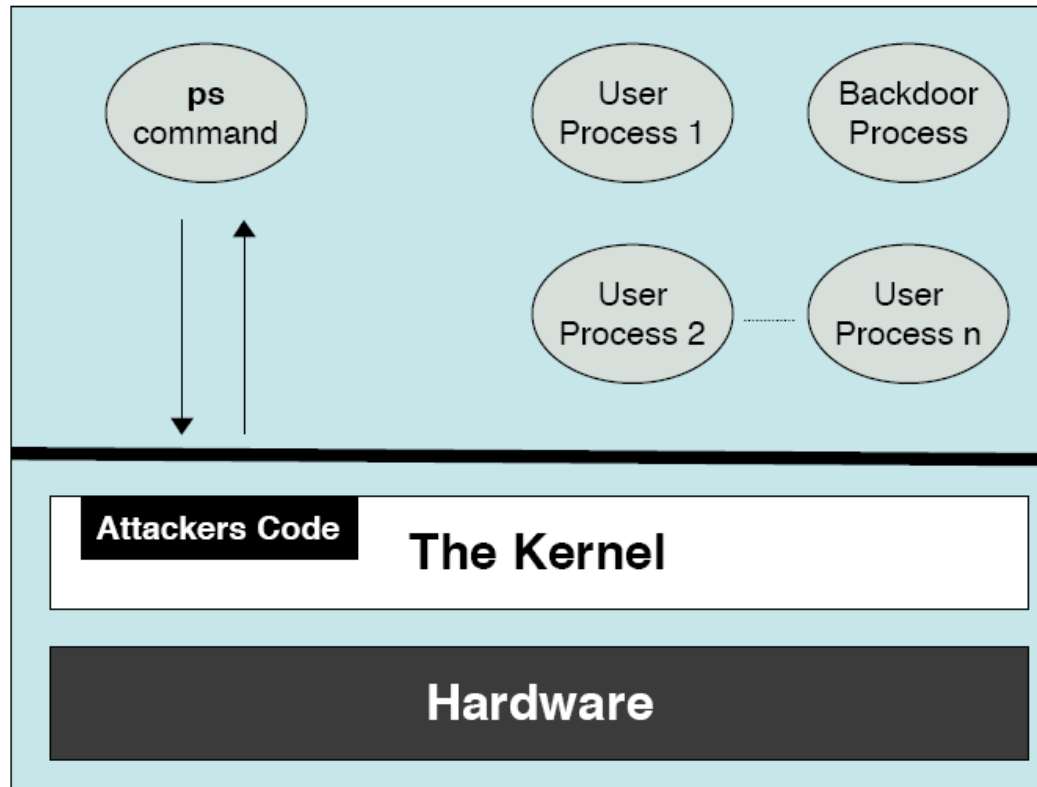 ps
command
User
Process 1
Backdoor
Process
User
Process 2
User
Process n
Attackers Code
The Kernel
Hardware